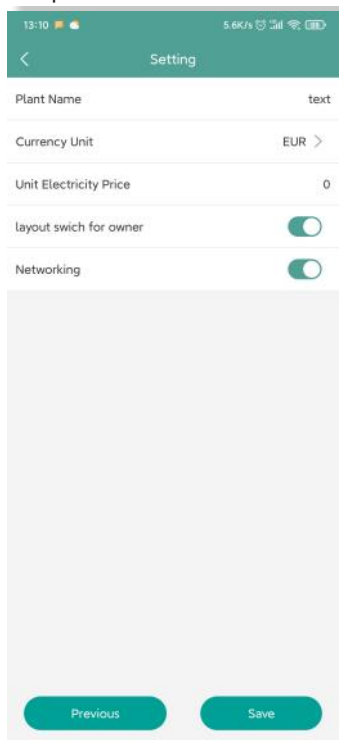 13:10 5.6K/s
Setting
Plant Name text
Currency Unit EUR >
Unit Electricity Price 0
layout swich for owner
Networking
Previous Save